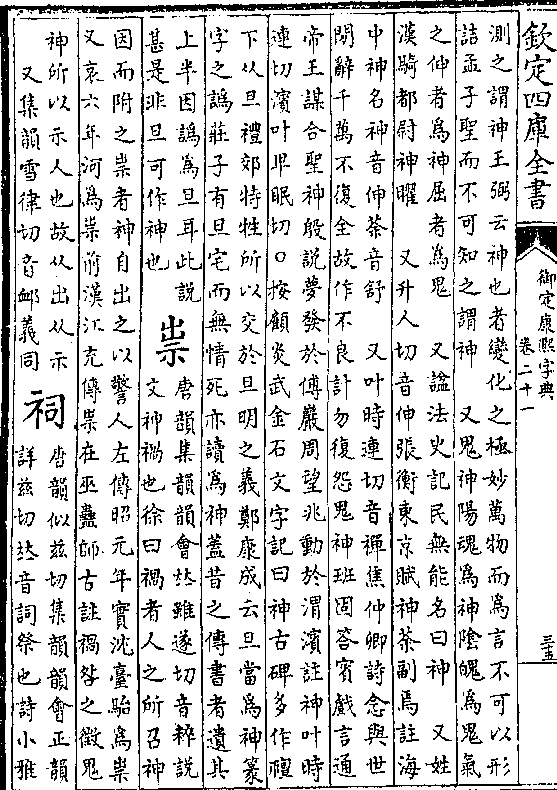 欽定四庫全書
御定康熙字典
卷二十一
三五
測之謂神王弼云神也者變化之極妙萬物而為言不可以形
詰孟子聖而不可知之謂神　又鬼神陽魂為神陰魄為鬼氣
之伸者為神屈者為鬼　又諡法史記民無能名曰神　又姓
漢騎都尉神曜　又升人切音伸張衡東京賦神荼副焉註海
中神名神音伸荼音舒　又叶時連切音禪焦仲卿詩念與世
間辭千萬不復全故作不良計勿復怨鬼神班固答賓戲言通
帝王謀合聖神殷說夢發於傅巖周望兆動於渭濱註神叶時
連切濱叶卑眠切○按顧炎武金石文字記曰神古碑多作
下从旦禮郊特牲所以交於旦明之義鄭康成云旦當為神篆
字之譌莊子有旦宅而無情死亦讀為神蓋昔之傳書者遺其
上半因譌為旦耳此說
甚是非旦可作神也
祟
唐韻集韻韻會𠀤雖遂切音粹說
文神禍也徐曰禍者人之所召神
因而附之祟者神自出之以警人左傳昭元年實沈臺駘為祟
又哀六年河為祟前漢江充傳祟在巫蠱師古註禍咎之徵鬼
神所以示人也故从出从示
又集韻雪律切音卹義同
祠
唐韻似兹切集韻韻會正韻
詳兹切𠀤音詞祭也詩小雅